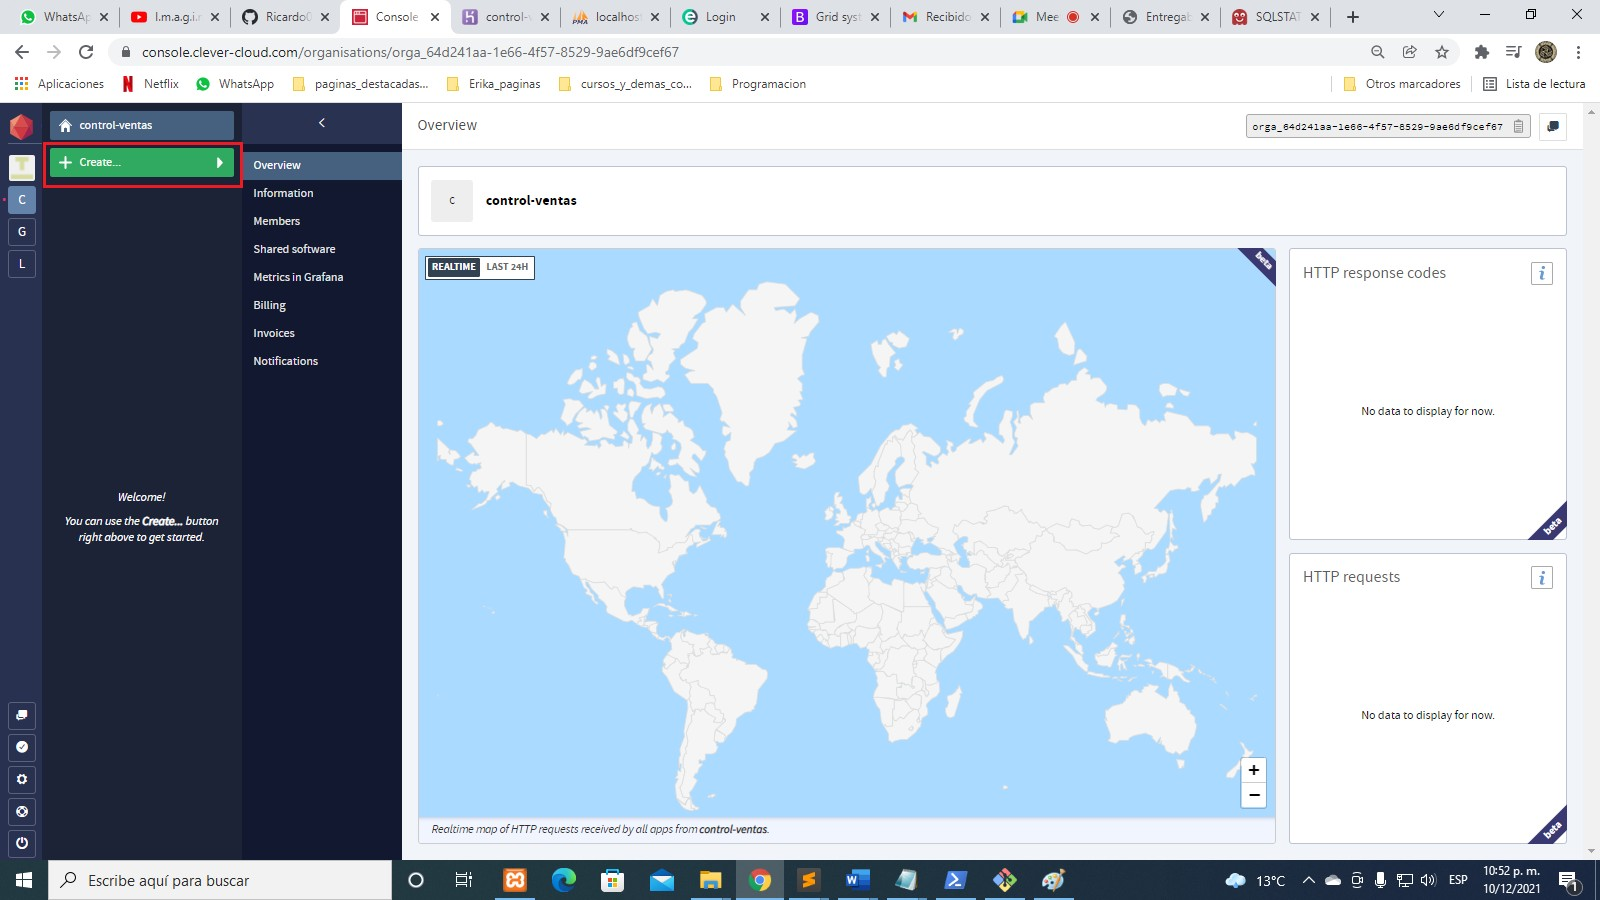 WhatsAp
I.m.a.g.i.n
Ricardo0
Console
control-v
localhos
Login
Grid syst
Recibido
Mee
Entregab
SQLSTAT
console.clever-cloud.com/organisations/orga_64d241aa-1e66-4f57-8529-9ae6df9cef67
Aplicaciones
Netflix
WhatsApp
paginas_destacadas...
Erika_paginas
cursos_y_demas_co...
Programacion
Otros marcadores
Lista de lectura
control-ventas
Create...
T
C
G
L
Welcome!
You can use the Create... button
right above to get started.
Overview
Information
Members
Shared software
Metrics in Grafana
Billing
Invoices
Notifications
Overview
orga_64d241aa-1e66-4f57-8529-9ae6df9cef67
C
control-ventas
REALTIME LAST 24H
beta
+
−
Realtime map of HTTP requests received by all apps from control-ventas.
HTTP response codes
i
No data to display for now.
beta
HTTP requests
i
No data to display for now.
beta
Escribe aquí para buscar
13°C
ESP
10:52 p. m.
10/12/2021
1